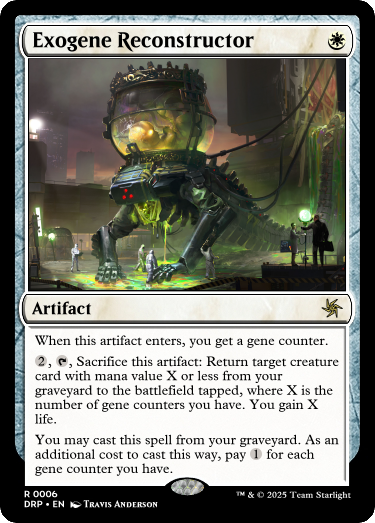 Exogene Reconstructor
Artifact
When this artifact enters, you get a gene counter.
2, T, Sacrifice this artifact: Return target creature
card with mana value X or less from your
graveyard to the battlefield tapped, where X is the
number of gene counters you have. You gain X
life.
You may cast this spell from your graveyard. As an
additional cost to cast this way, pay 1 for each
gene counter you have.
R 0006
DRP • EN Travis Anderson
™ & © 2025 Team Starlight